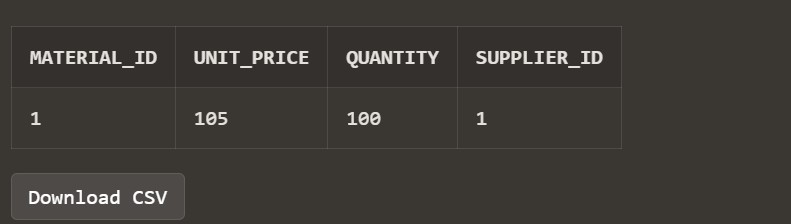 MATERIAL_ID UNIT_PRICE QUANTITY SUPPLIER_ID
1 105 100 1
Download CSV